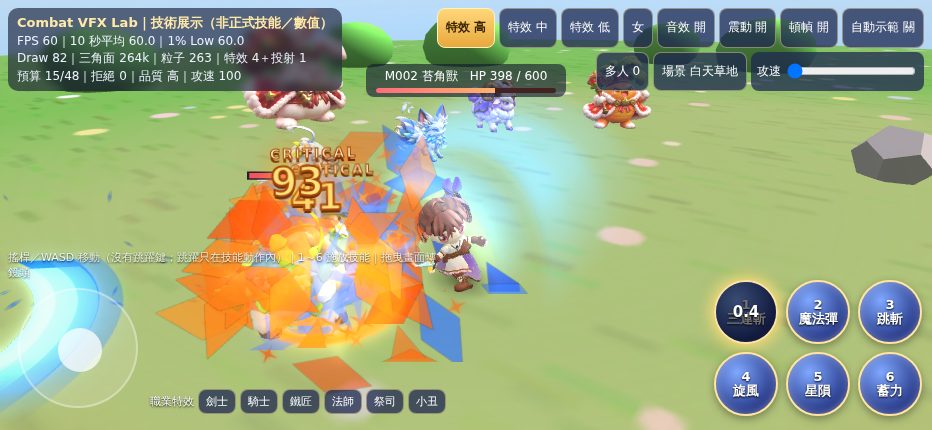 Combat VFX Lab｜技術展示（非正式技能／數值）
FPS 60｜10 秒平均 60.0｜1% Low 60.0
Draw 82｜三角面 264k｜粒子 263｜特效 4＋投射 1
預算 15/48｜拒絕 0｜品質 高｜攻速 100
特效 高
特效 中
特效 低
女
音效 開
震動 開
頓幀 開
自動示範 關
M002 苔角獸 HP 398 / 600
多人 0
場景 白天草地
攻速
CRITICAL
93
41
搖桿／WASD 移動（沒有跳躍鍵；跳躍只在技能動作內）｜1～6 施放技能｜拖曳畫面轉
鏡頭
1
三連斬
0.4
2
魔法彈
3
跳斬
4
旋風
5
星隕
6
蓄力
職業特效
劍士
騎士
鐵匠
法師
祭司
小丑